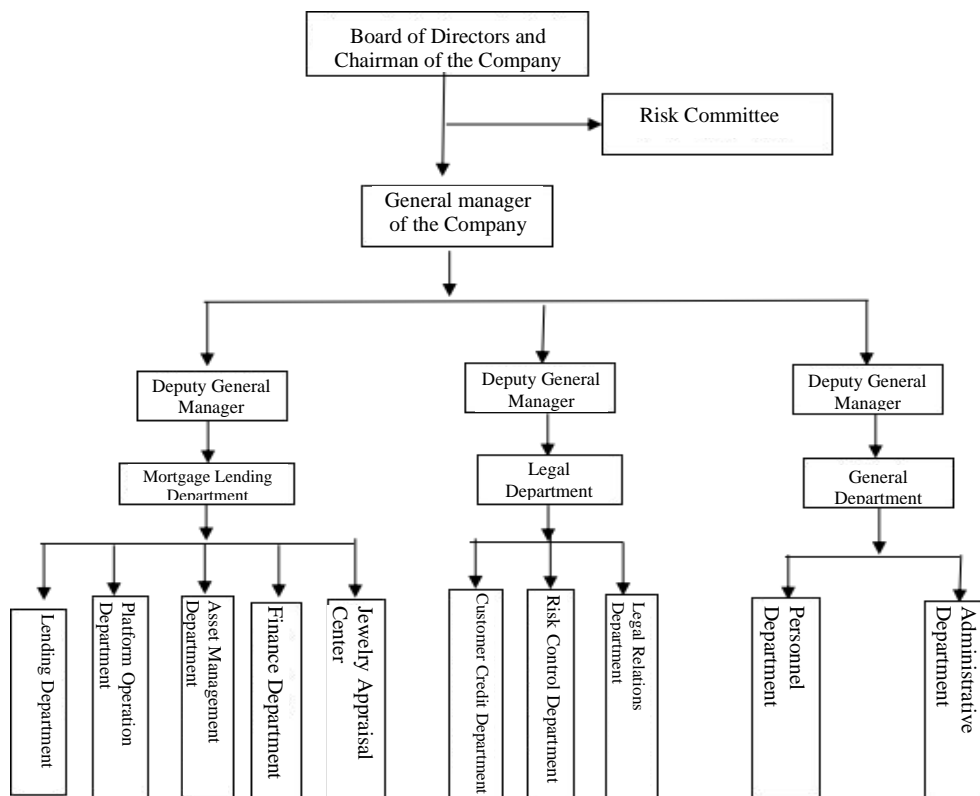 Board of Directors and
Chairman of the Company
Risk Committee
General manager
of the Company
Deputy General
Manager
Deputy General
Manager
Deputy General
Manager
Mortgage Lending
Department
Legal
Department
General
Department
Lending Department
Platform Operation
Department
Asset Management
Department
Finance Department
Jewelry Appraisal
Center
Customer Credit Department
Risk Control Department
Legal Relations
Department
Personnel
Department
Administrative
Department